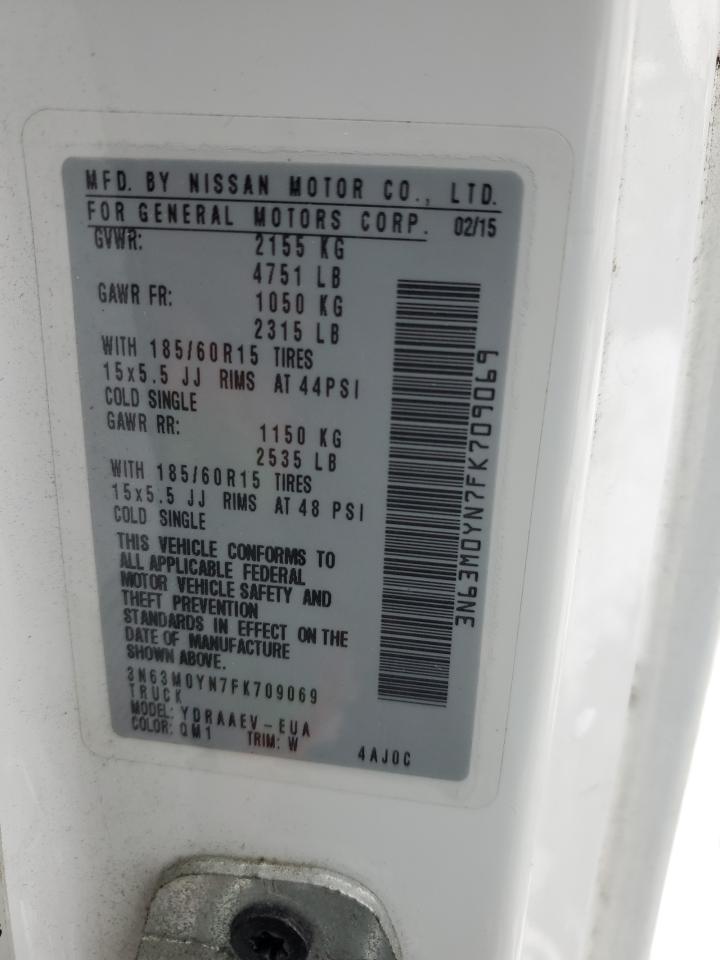 MFD. BY NISSAN MOTOR CO., LTD.
FOR GENERAL MOTORS CORP. 02/15
GVWR: 2155 KG
4751 LB
GAWR FR: 1050 KG
2315 LB
WITH 185/60R15 TIRES
15x5.5 JJ RIMS AT 44PSI
COLD SINGLE
GAWR RR: 1150 KG
2535 LB
WITH 185/60R15 TIRES
15x5.5 JJ RIMS AT 48 PSI
COLD SINGLE
THIS VEHICLE CONFORMS TO
ALL APPLICABLE FEDERAL
MOTOR VEHICLE SAFETY AND
THEFT PREVENTION
STANDARDS IN EFFECT ON THE
DATE OF MANUFACTURE
SHOWN ABOVE.
3N63M0YN7FK709069
TRUCK
MODEL: YDRAAEV-EUA
COLOR: QM1 TRIM: W 4AJ0C
3N63M0YN7FK709069